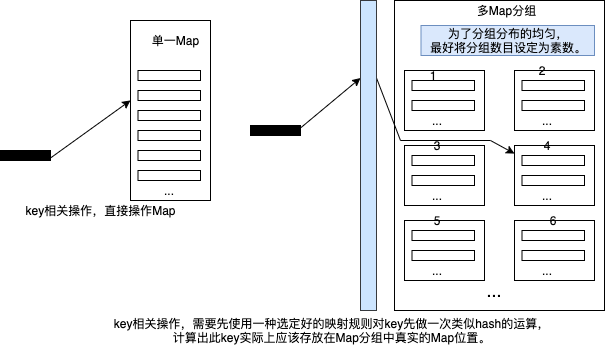 单一Map
...
key相关操作，直接操作Map
多Map分组
为了分组分布的均匀，
最好将分组数目设定为素数。
1
...
2
...
3
...
4
...
5
6
...
key相关操作，需要先使用一种选定好的映射规则对key先做一次类似hash的运算，
计算出此key实际上应该存放在Map分组中真实的Map位置。